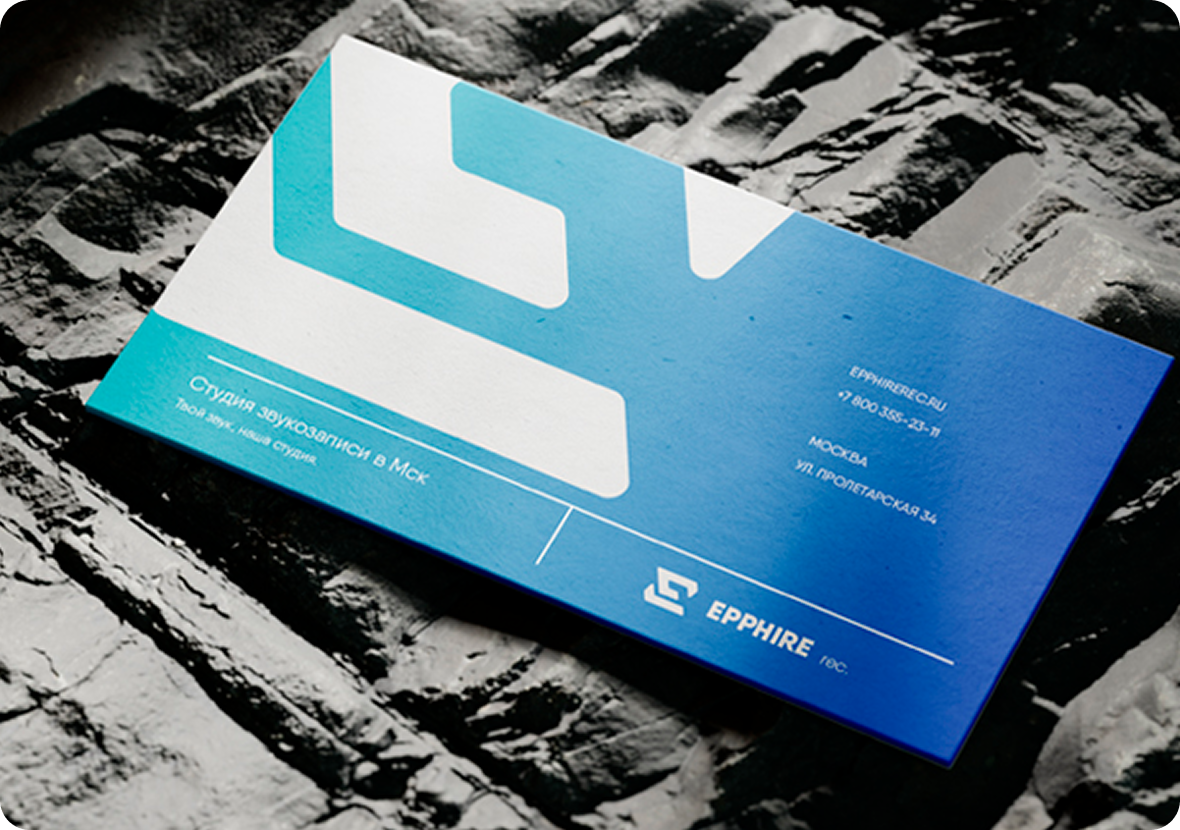 EPPHIREREC.RU
+7 800 355-23-11
МОСКВА
УЛ. ПРОЛЕТАРСКАЯ 34
Студия звукозаписи в Мск
Твой звук, наша студия.
EPPHIRE rec.